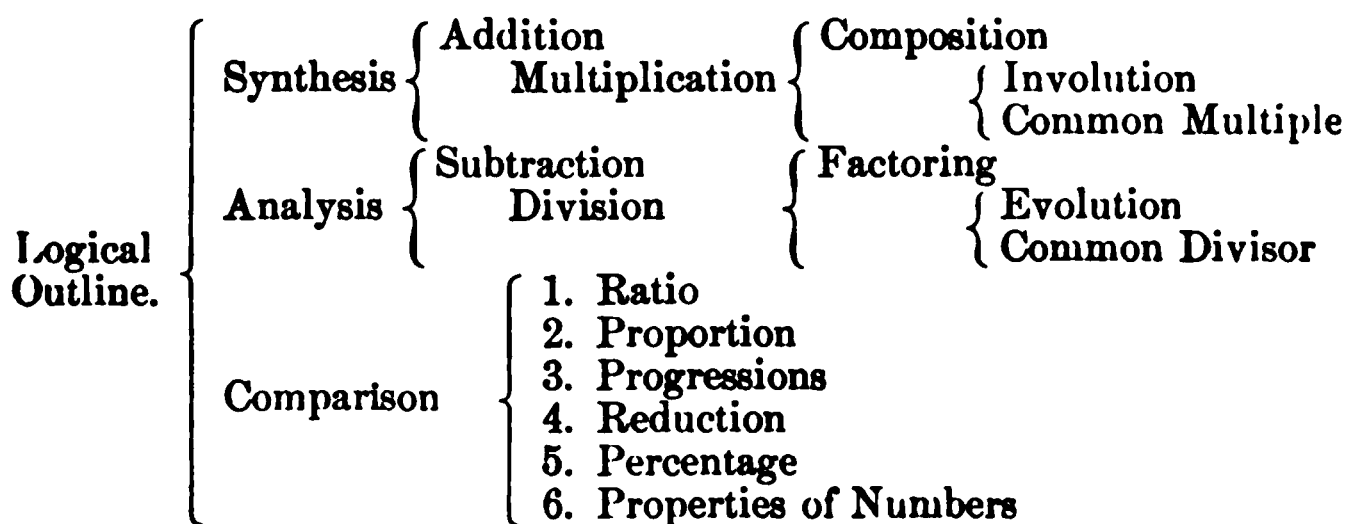 Addition Composition
Synthesis Multiplication Involution
Common Multiple
Subtraction Factoring
Analysis Division Evolution
Logical Common Divisor
Outline. 1. Ratio
2. Proportion
3. Progressions
Comparison 4. Reduction
5. Percentage
6. Properties of Numbers